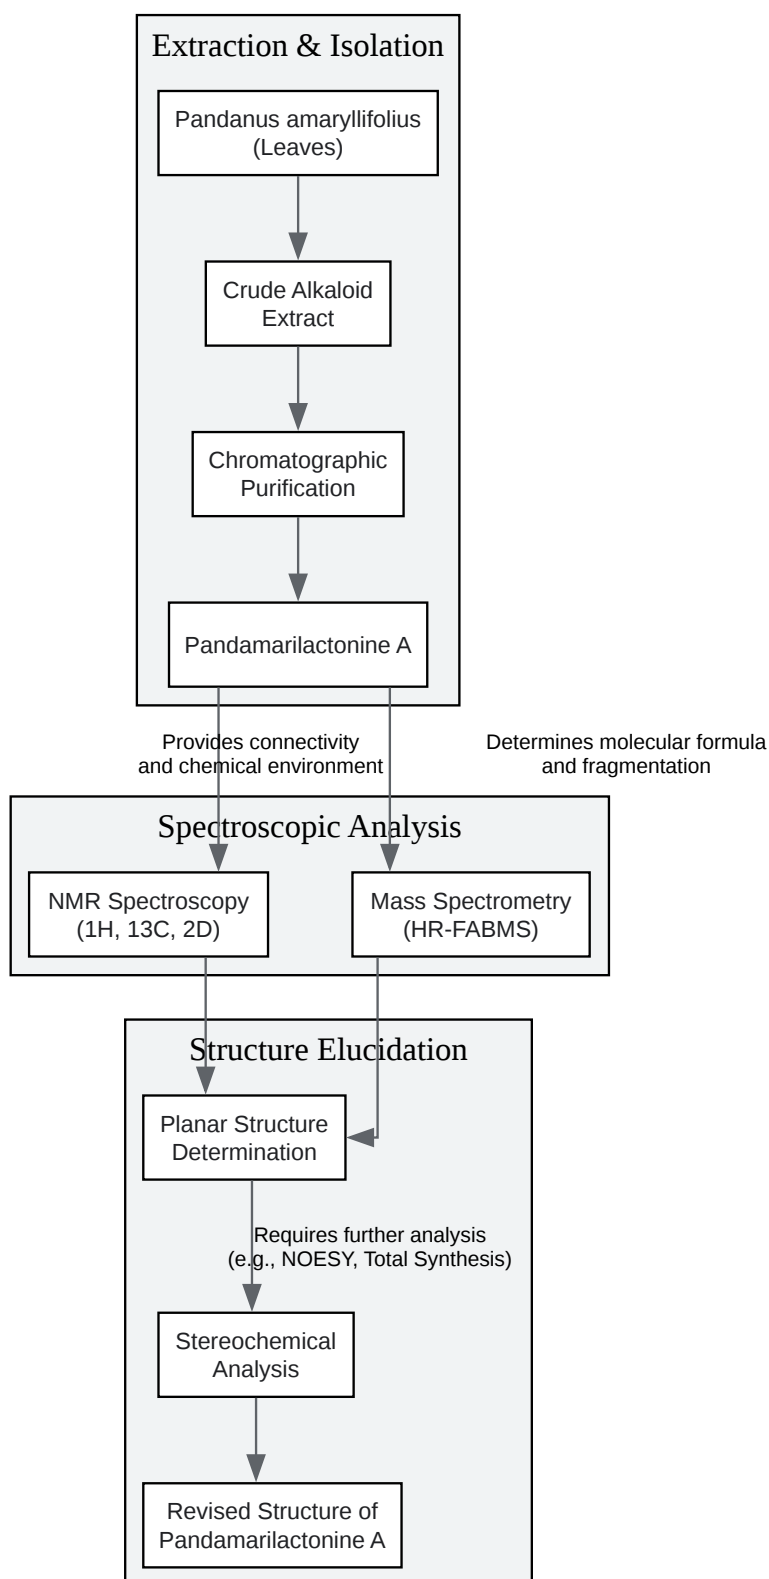 Extraction & Isolation
Pandanus amaryllifolius
(Leaves)
Crude Alkaloid
Extract
Chromatographic
Purification
Pandamarilactonine A
Provides connectivity
and chemical environment
Determines molecular formula
and fragmentation
Spectroscopic Analysis
NMR Spectroscopy
(1H, 13C, 2D)
Mass Spectrometry
(HR-FABMS)
Structure Elucidation
Planar Structure
Determination
Requires further analysis
(e.g., NOESY, Total Synthesis)
Stereochemical
Analysis
Revised Structure of
Pandamarilactonine A